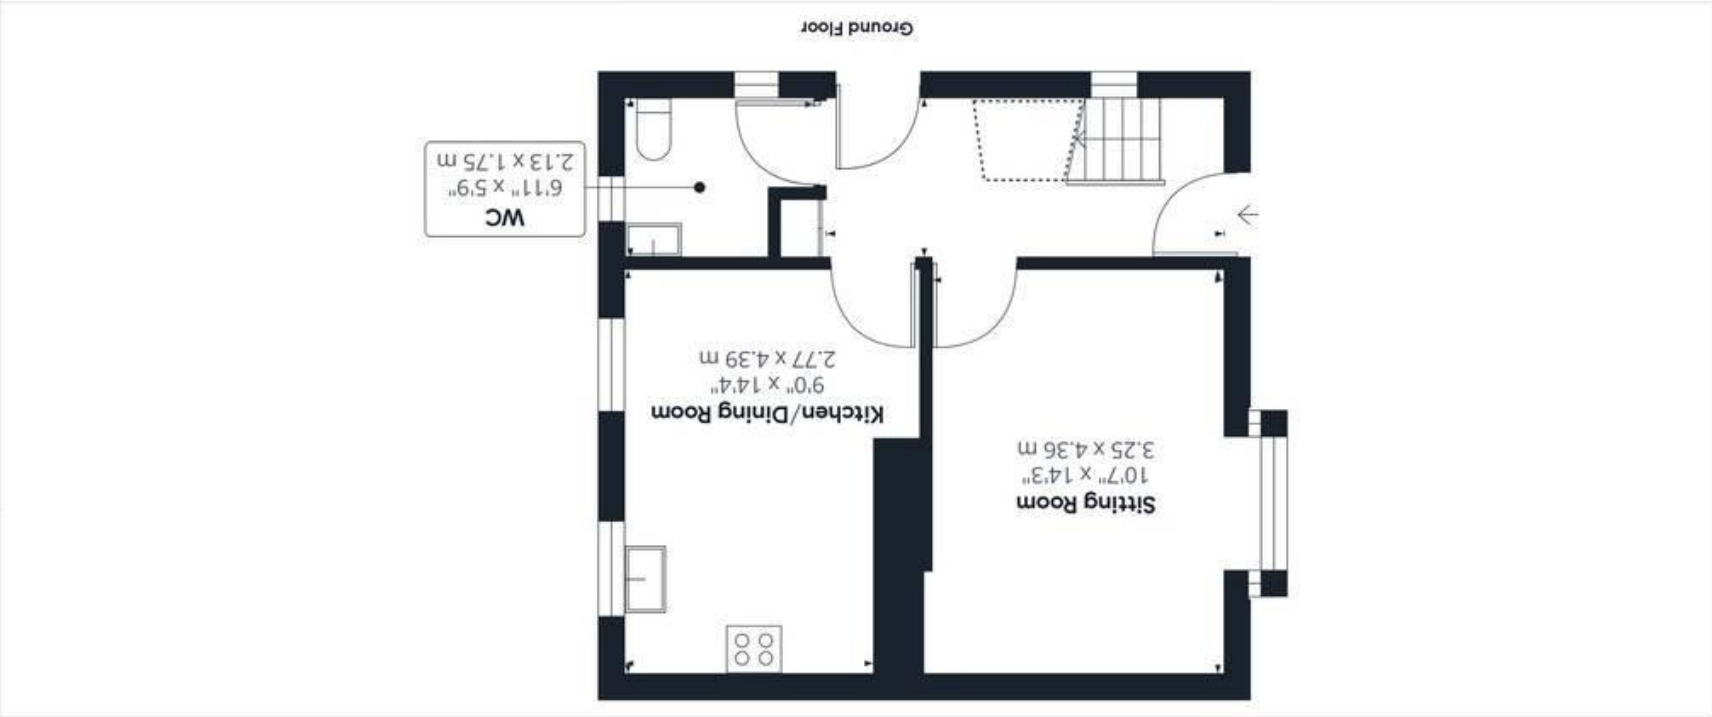 Sitting Room
10'7" x 14'3"
3.25 x 4.36 m
Kitchen/Dining Room
9'0" x 14'4"
2.77 x 4.39 m
WC
6'11" x 5'9"
2.13 x 1.75 m
Ground Floor